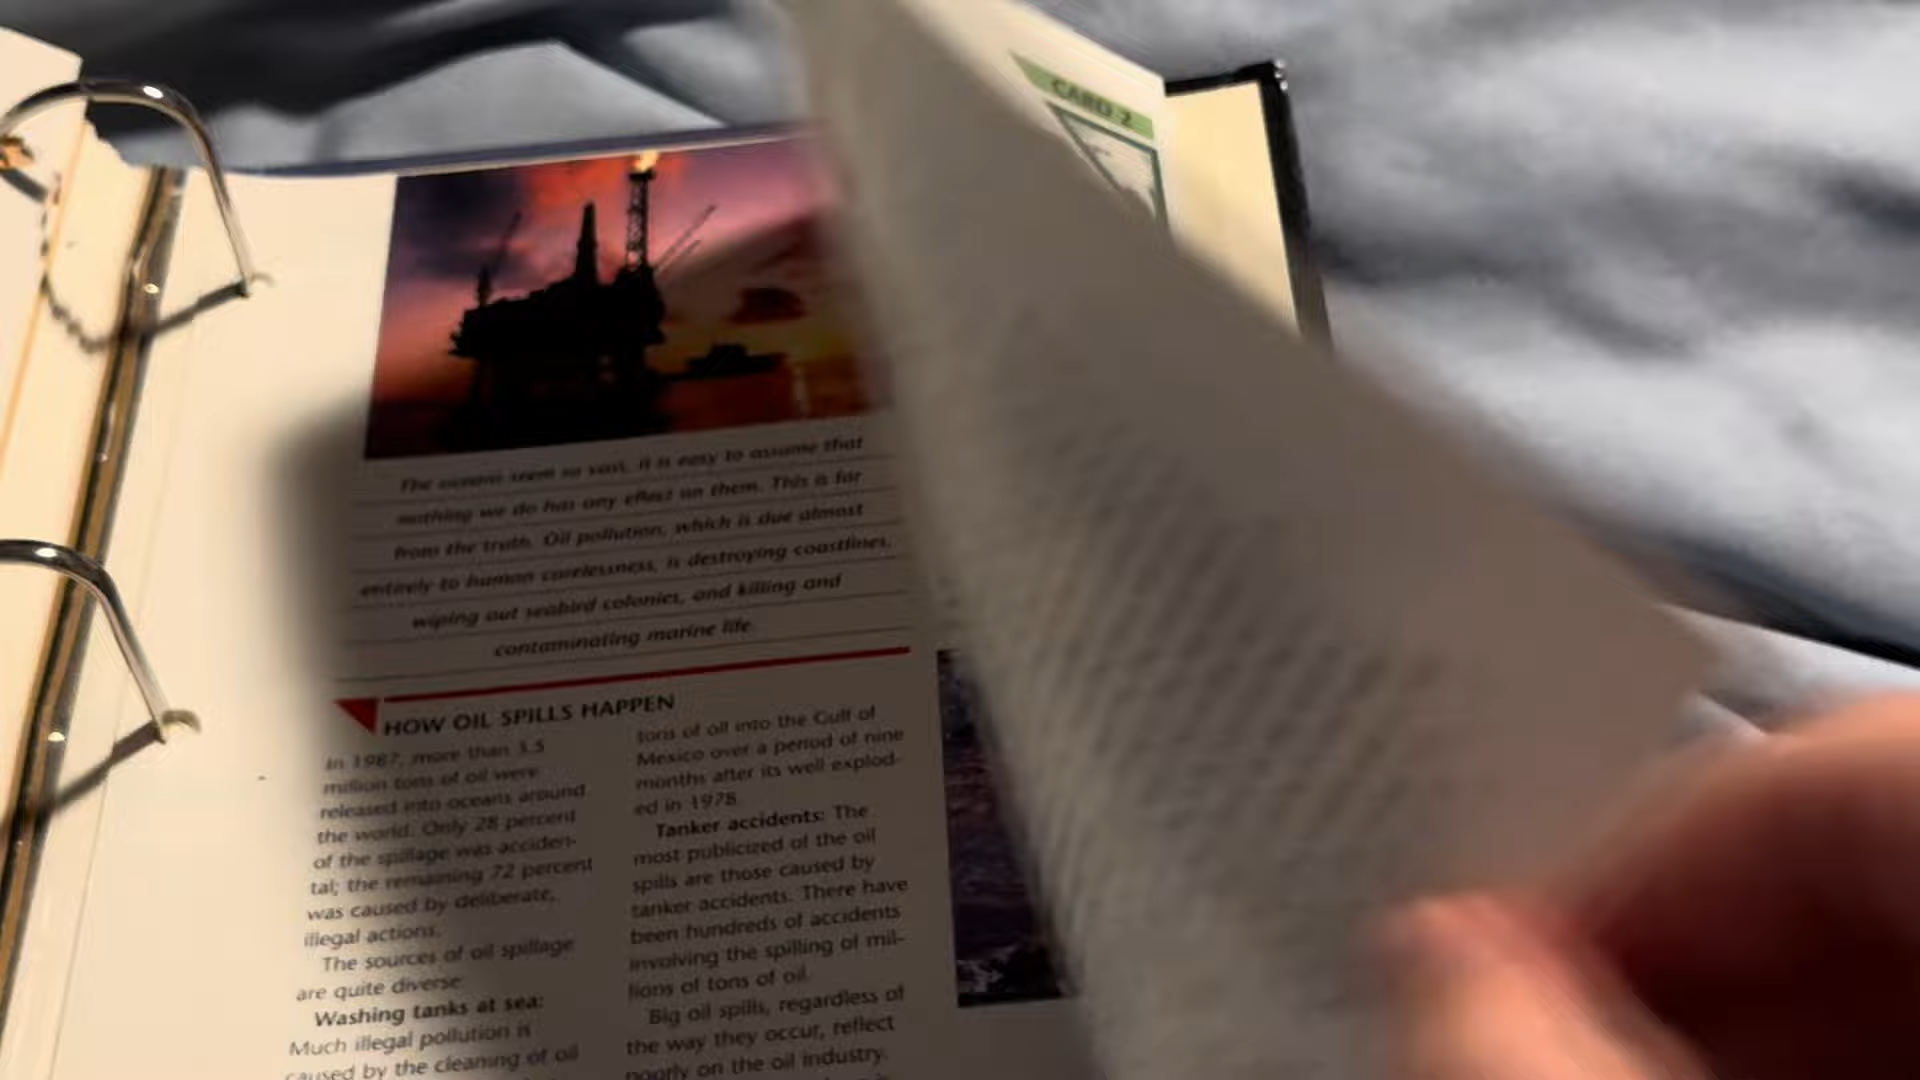 CARD 2
The oceans seem so vast, it is easy to assume that
nothing we do has any effect on them. This is far
from the truth. Oil pollution, which is due almost
entirely to human carelessness, is destroying coastlines,
wiping out seabird colonies, and killing and
contaminating marine life.
HOW OIL SPILLS HAPPEN
In 1987, more than 3.5
million tons of oil were
released into oceans around
the world. Only 28 percent
of the spillage was acciden-
tal; the remaining 72 percent
was caused by deliberate,
illegal actions.
The sources of oil spillage
are quite diverse
Washing tanks at sea:
Much illegal pollution is
caused by the cleaning of oil
tons of oil into the Gulf of
Mexico over a period of nine
months after its well explod-
ed in 1978.
Tanker accidents: The
most publicized of the oil
spills are those caused by
tanker accidents. There have
been hundreds of accidents
involving the spilling of mil-
lions of tons of oil.
Big oil spills, regardless of
the way they occur, reflect
poorly on the oil industry.